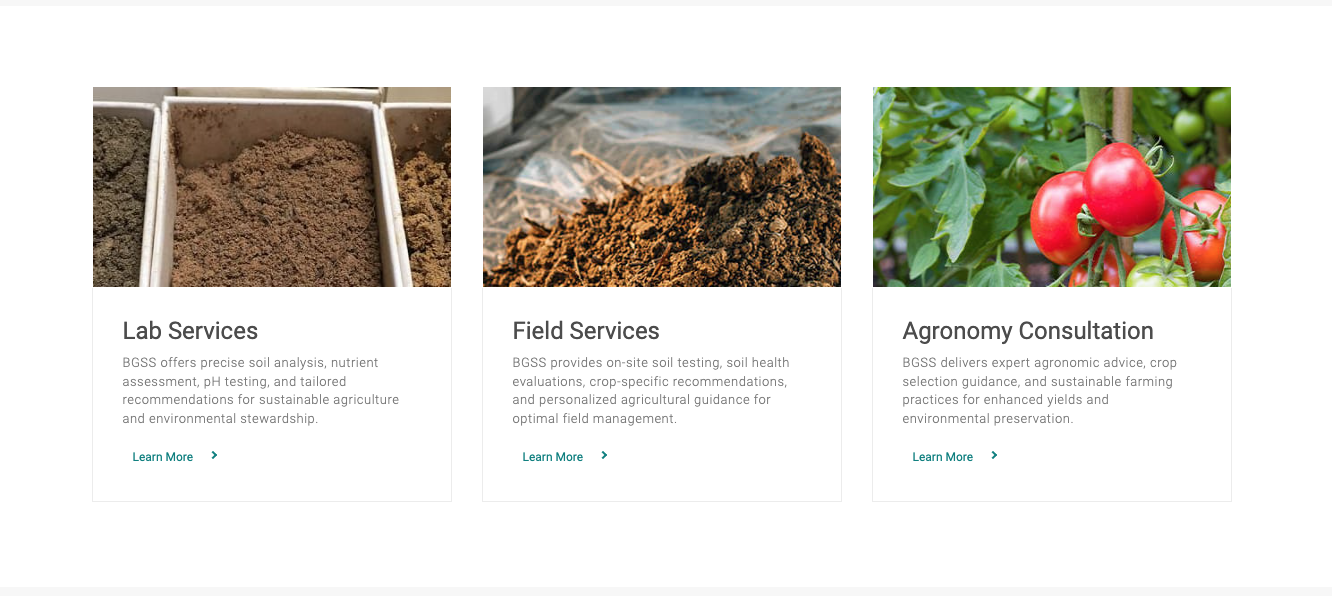 Lab Services
BGSS offers precise soil analysis, nutrient
assessment, pH testing, and tailored
recommendations for sustainable agriculture
and environmental stewardship.
Learn More
Field Services
BGSS provides on-site soil testing, soil health
evaluations, crop-specific recommendations,
and personalized agricultural guidance for
optimal field management.
Learn More
Agronomy Consultation
BGSS delivers expert agronomic advice, crop
selection guidance, and sustainable farming
practices for enhanced yields and
environmental preservation.
Learn More